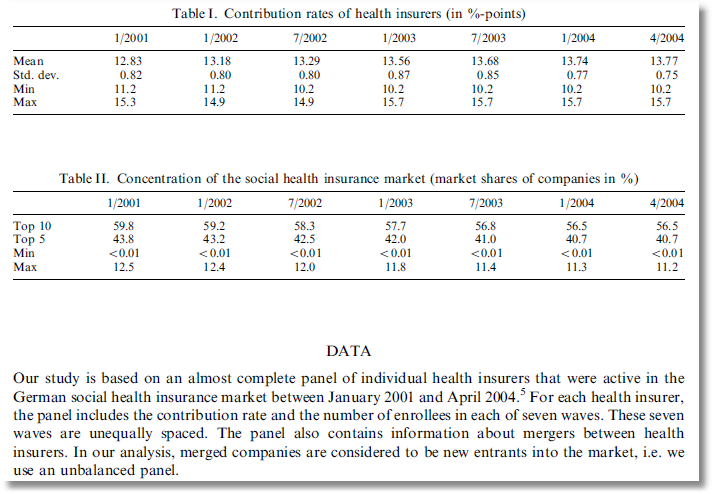 Table I. Contribution rates of health insurers (in %-points)
1/2001 1/2002 7/2002 1/2003 7/2003 1/2004 4/2004
Mean 12.83 13.18 13.29 13.56 13.68 13.74 13.77
Std. dev. 0.82 0.80 0.80 0.87 0.85 0.77 0.75
Min 11.2 11.2 10.2 10.2 10.2 10.2 10.2
Max 15.3 14.9 14.9 15.7 15.7 15.7 15.7
Table II. Concentration of the social health insurance market (market shares of companies in %)
1/2001 1/2002 7/2002 1/2003 7/2003 1/2004 4/2004
Top 10 59.8 59.2 58.3 57.7 56.8 56.5 56.5
Top 5 43.8 43.2 42.5 42.0 41.0 40.7 40.7
Min <0.01 <0.01 <0.01 <0.01 <0.01 <0.01 <0.01
Max 12.5 12.4 12.0 11.8 11.4 11.3 11.2
DATA
Our study is based on an almost complete panel of individual health insurers that were active in the
German social health insurance market between January 2001 and April 2004.⁵ For each health insurer,
the panel includes the contribution rate and the number of enrollees in each of seven waves. These seven
waves are unequally spaced. The panel also contains information about mergers between health
insurers. In our analysis, merged companies are considered to be new entrants into the market, i.e. we
use an unbalanced panel.